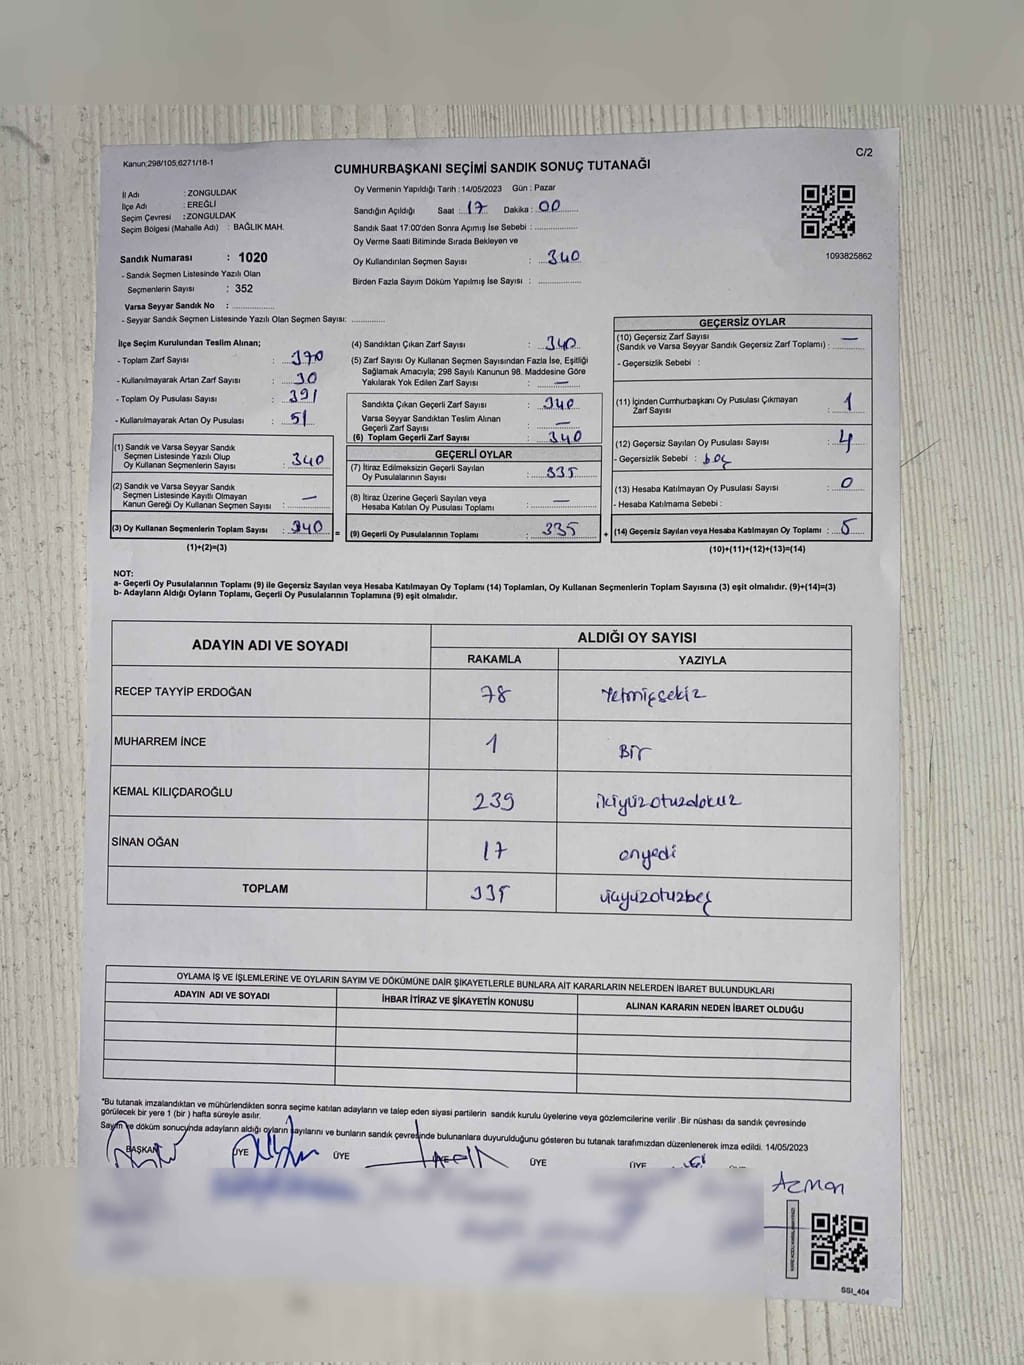 Kanun:298/105,6271/18-1
C/2
CUMHURBAŞKANI SEÇİMİ SANDIK SONUÇ TUTANAĞI
İl Adı : ZONGULDAK
İlçe Adı : EREĞLİ
Seçim Çevresi : ZONGULDAK
Seçim Bölgesi (Mahalle Adı) : BAĞLIK MAH.
Sandık Numarası : 1020
- Sandık Seçmen Listesinde Yazılı Olan
Seçmenlerin Sayısı : 352
Varsa Seyyar Sandık No : ..............
- Seyyar Sandık Seçmen Listesinde Yazılı Olan Seçmen Sayısı: ............
Oy Vermenin Yapıldığı Tarih : 14/05/2023 Gün : Pazar
Sandığın Açıldığı Saat : 17 Dakika : 00
Sandık Saat 17:00'den Sonra Açımış İse Sebebi : ..............
Oy Verme Saati Bitiminde Sırada Bekleyen ve
Oy Kullandırılan Seçmen Sayısı : 340
Birden Fazla Sayım Döküm Yapılmış İse Sayısı : ..............
1093825862
İlçe Seçim Kurulundan Teslim Alınan;
- Toplam Zarf Sayısı : 370
- Kullanılmayarak Artan Zarf Sayısı : 30
- Toplam Oy Pusulası Sayısı : 391
- Kullanılmayarak Artan Oy Pusulası : 51
(1) Sandık ve Varsa Seyyar Sandık
Seçmen Listesinde Yazılı Olup
Oy Kullanan Seçmenlerin Sayısı : 340
(2) Sandık ve Varsa Seyyar Sandık
Seçmen Listesinde Kayıtlı Olmayan
Kanun Gereği Oy Kullanan Seçmen Sayısı : —
(3) Oy Kullanan Seçmenlerin Toplam Sayısı : 340 =
(1)+(2)=(3)
(4) Sandıktan Çıkan Zarf Sayısı : 340
(5) Zarf Sayısı Oy Kullanan Seçmen Sayısından Fazla İse, Eşitliği
Sağlamak Amacıyla; 298 Sayılı Kanunun 98. Maddesine Göre
Yakılarak Yok Edilen Zarf Sayısı : —
Sandıkta Çıkan Geçerli Zarf Sayısı : 340
Varsa Seyyar Sandıktan Teslim Alınan
Geçerli Zarf Sayısı : —
(6) Toplam Geçerli Zarf Sayısı : 340
GEÇERLİ OYLAR
(7) İtiraz Edilmeksizin Geçerli Sayılan
Oy Pusulalarının Sayısı : 335
(8) İtiraz Üzerine Geçerli Sayılan veya
Hesaba Katılan Oy Pusulası Toplamı : —
(9) Geçerli Oy Pusulalarının Toplamı : 335 +
GEÇERSİZ OYLAR
(10) Geçersiz Zarf Sayısı
(Sandık ve Varsa Seyyar Sandık Geçersiz Zarf Toplamı) : —
- Geçersizlik Sebebi :
(11) İçinden Cumhurbaşkanı Oy Pusulası Çıkmayan
Zarf Sayısı : 1
(12) Geçersiz Sayılan Oy Pusulası Sayısı : 4
- Geçersizlik Sebebi : boş
(13) Hesaba Katılmayan Oy Pusulası Sayısı : 0
- Hesaba Katılmama Sebebi :
(14) Geçersiz Sayılan veya Hesaba Katılmayan Oy Toplamı : 5
(10)+(11)+(12)+(13)=(14)
NOT:
a- Geçerli Oy Pusulalarının Toplamı (9) ile Geçersiz Sayılan veya Hesaba Katılmayan Oy Toplamı (14) Toplamları, Oy Kullanan Seçmenlerin Toplam Sayısına (3) eşit olmalıdır. (9)+(14)=(3)
b- Adayların Aldığı Oyların Toplamı, Geçerli Oy Pusulalarının Toplamına (9) eşit olmalıdır.
ADAYIN ADI VE SOYADI ALDIĞI OY SAYISI
RAKAMLA YAZIYLA
RECEP TAYYİP ERDOĞAN 78 Yetmişsekiz
MUHARREM İNCE 1 Bir
KEMAL KILIÇDAROĞLU 239 ikiyüzotuzdokuz
SİNAN OĞAN 17 onyedi
TOPLAM 335 üçyüzotuzbeş
OYLAMA İŞ VE İŞLEMLERİNE VE OYLARIN SAYIM VE DÖKÜMÜNE DAİR ŞİKAYETLERLE BUNLARA AİT KARARLARIN NELERDEN İBARET BULUNDUKLARI
ADAYIN ADI VE SOYADI İHBAR İTİRAZ VE ŞİKAYETİN KONUSU ALINAN KARARIN NEDEN İBARET OLDUĞU
"Bu tutanak imzalandıktan ve mühürlendikten sonra seçime katılan adayların ve talep eden siyasi partilerin sandık kurulu üyelerine veya gözlemcilerine verilir .Bir nüshası da sandık çevresinde
görülecek bir yere 1 (bir ) hafta süreyle asılır.
Sayım ve döküm sonucunda adayların aldığı oyların sayılarını ve bunların sandık çevresinde bulunanlara duyurulduğunu gösteren bu tutanak tarafımızdan düzenlenerek imza edildi. 14/05/2023
BAŞKAN ÜYE ÜYE ÜYE ÜYE
Azman
SSI_404